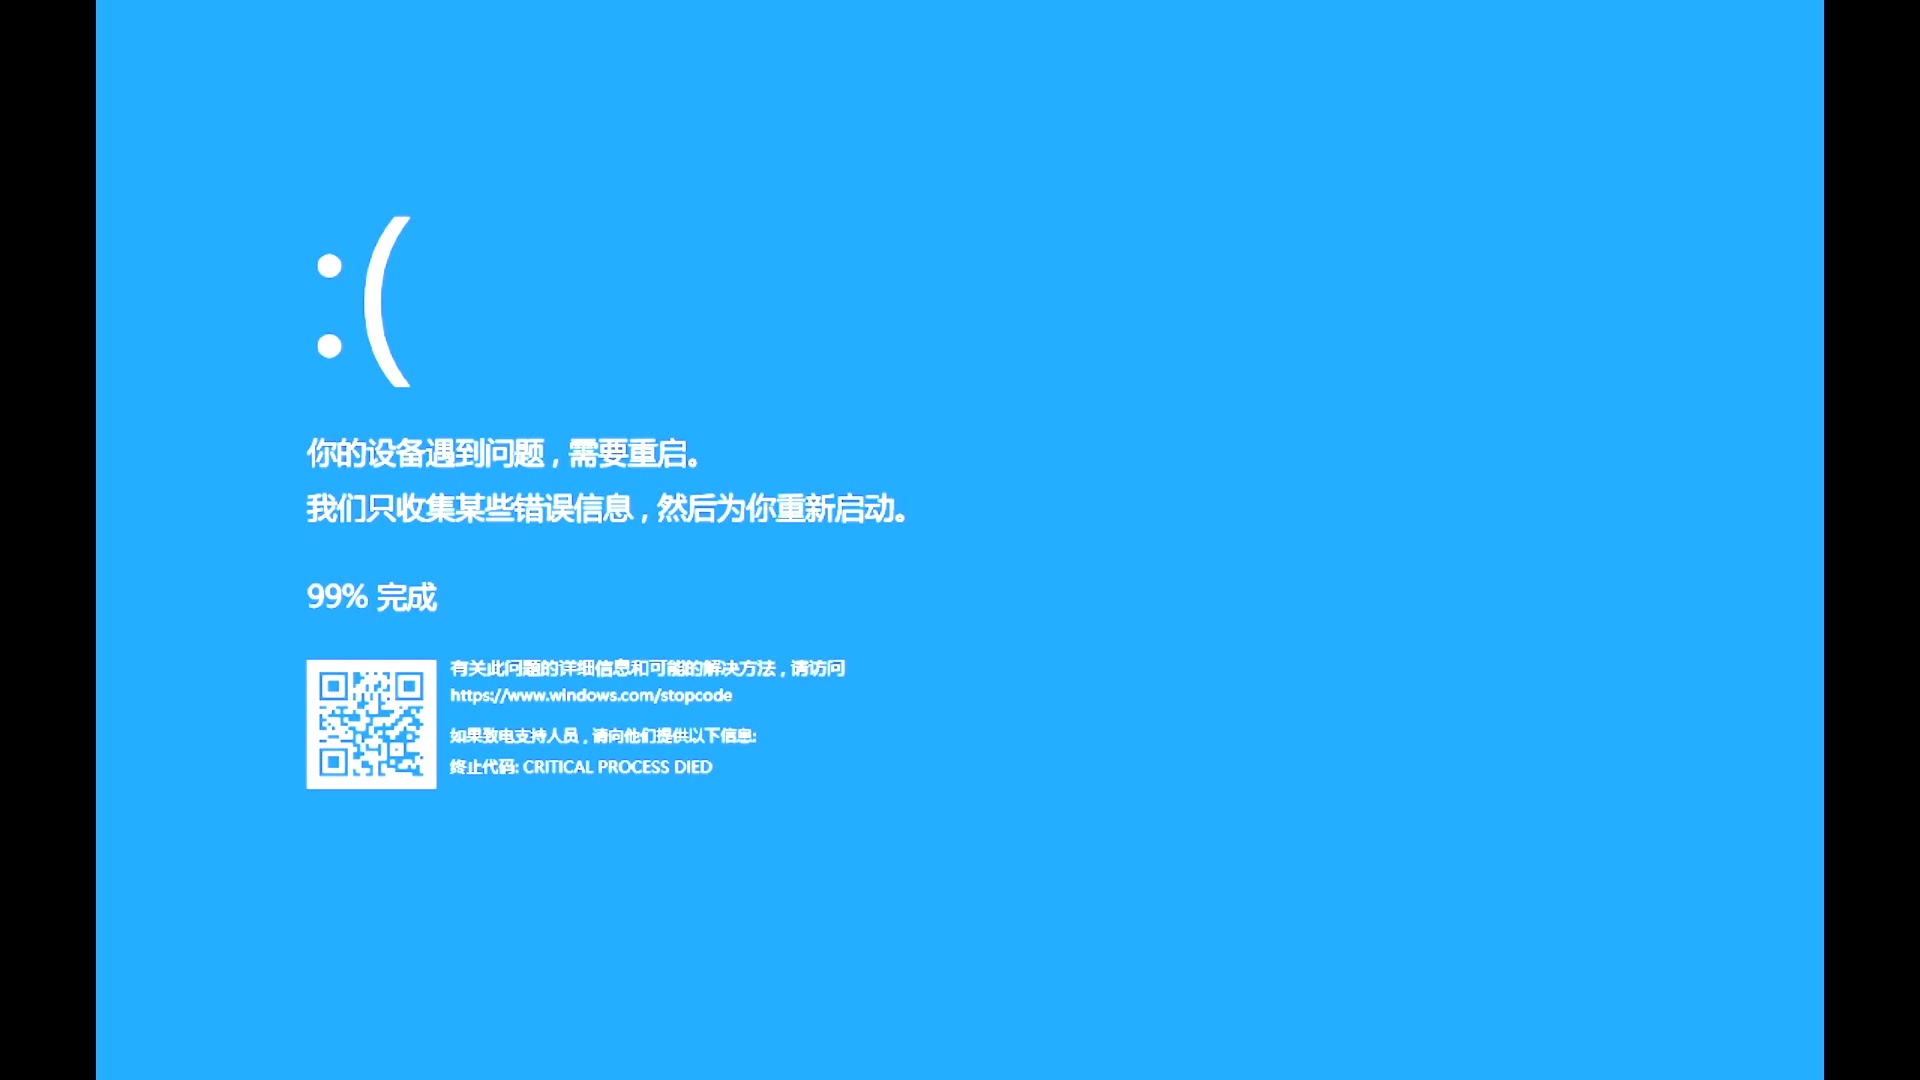 :(
你的设备遇到问题，需要重启。
我们只收集某些错误信息，然后为你重新启动。
99% 完成
有关此问题的详细信息和可能的解决方法，请访问
https://www.windows.com/stopcode
如果致电支持人员，请向他们提供以下信息:
终止代码: CRITICAL PROCESS DIED